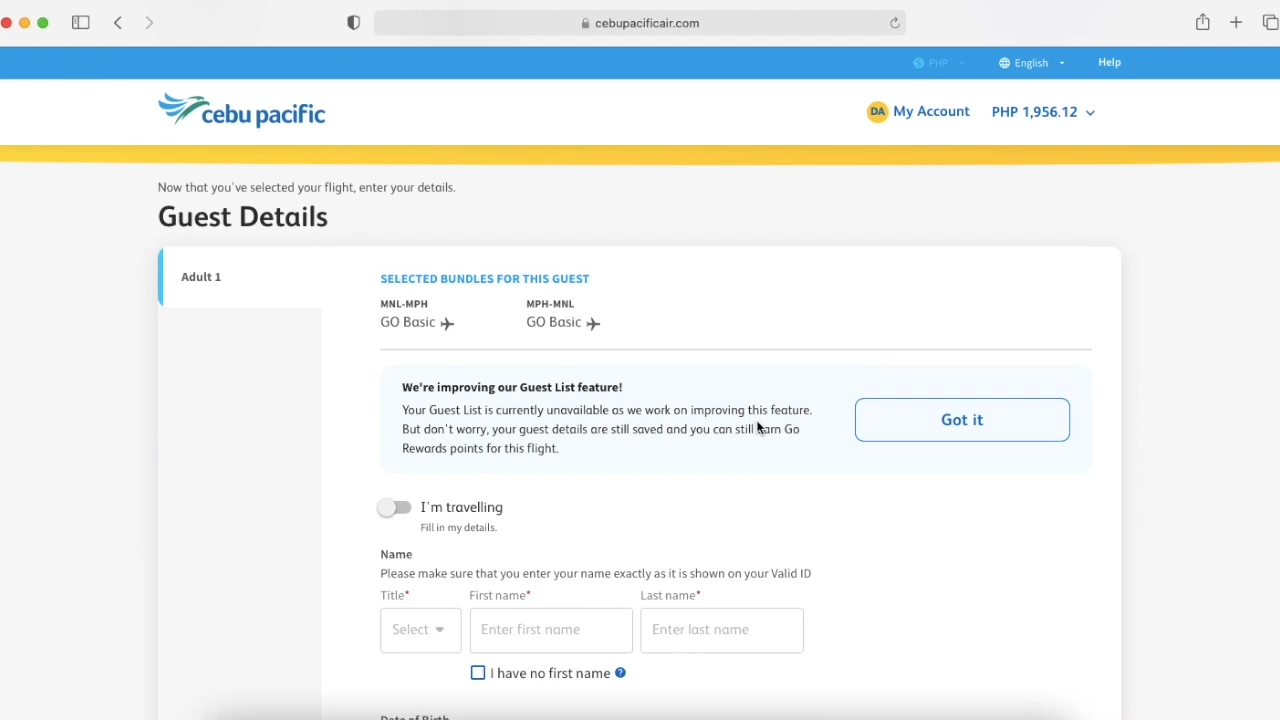 cebupacificair.com
PHP
English
Help
cebu pacific
DA My Account
PHP 1,956.12
Now that you've selected your flight, enter your details.
Guest Details
Adult 1
SELECTED BUNDLES FOR THIS GUEST
MNL-MPH
MPH-MNL
GO Basic
GO Basic
We're improving our Guest List feature!
Your Guest List is currently unavailable as we work on improving this feature.
But don't worry, your guest details are still saved and you can still earn Go
Rewards points for this flight.
Got it
I'm travelling
Fill in my details.
Name
Please make sure that you enter your name exactly as it is shown on your Valid ID
Title*
First name*
Last name*
Select
Enter first name
Enter last name
I have no first name ?
Date of Birth